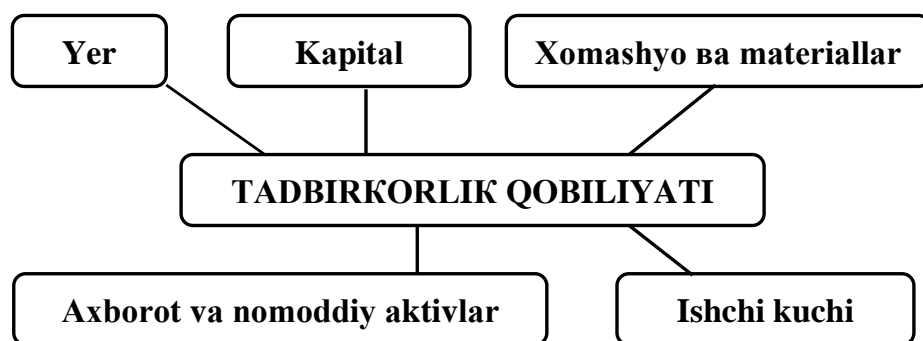 Yer
Kapital
Xomashyo ва materiallar
TADBIRKORLIK QOBILIYATI
Axborot va nomoddiy aktivlar
Ishchi kuchi